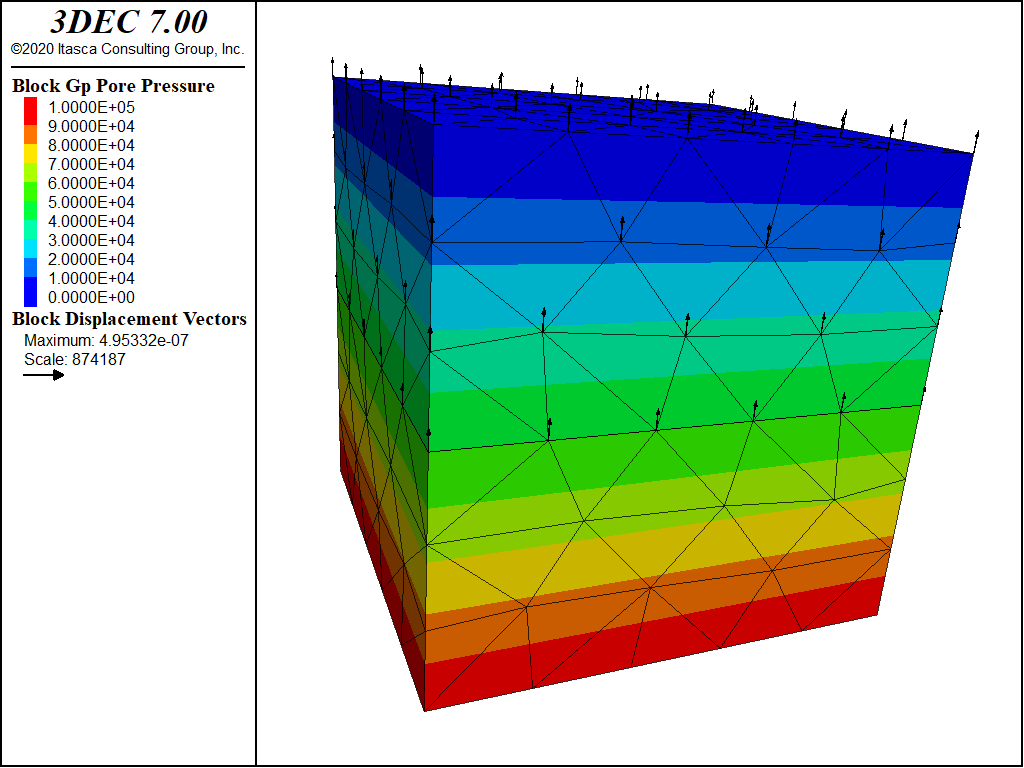 3DEC 7.00
©2020 Itasca Consulting Group, Inc.
Block Gp Pore Pressure
1.0000E+05
9.0000E+04
8.0000E+04
7.0000E+04
6.0000E+04
5.0000E+04
4.0000E+04
3.0000E+04
2.0000E+04
1.0000E+04
0.0000E+00
Block Displacement Vectors
Maximum: 4.95332e-07
Scale: 874187